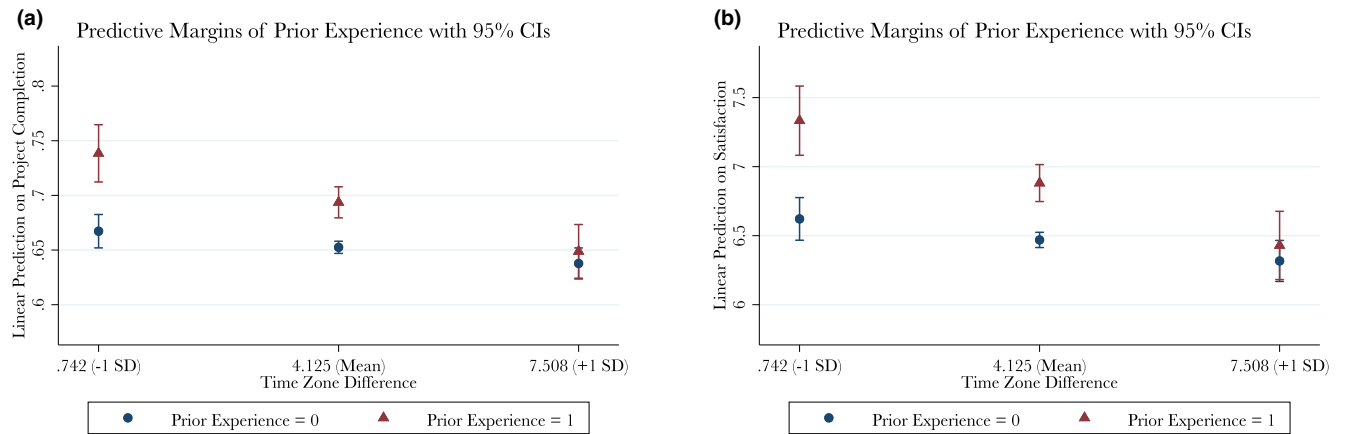 (a)
Predictive Margins of Prior Experience with 95% CIs
Linear Prediction on Project Completion
.8
.75
.7
.65
.6
.742 (-1 SD)
4.125 (Mean)
7.508 (+1 SD)
Time Zone Difference
Prior Experience = 0
Prior Experience = 1
(b)
Predictive Margins of Prior Experience with 95% CIs
Linear Prediction on Satisfaction
7.5
7
6.5
6
.742 (-1 SD)
4.125 (Mean)
7.508 (+1 SD)
Time Zone Difference
Prior Experience = 0
Prior Experience = 1